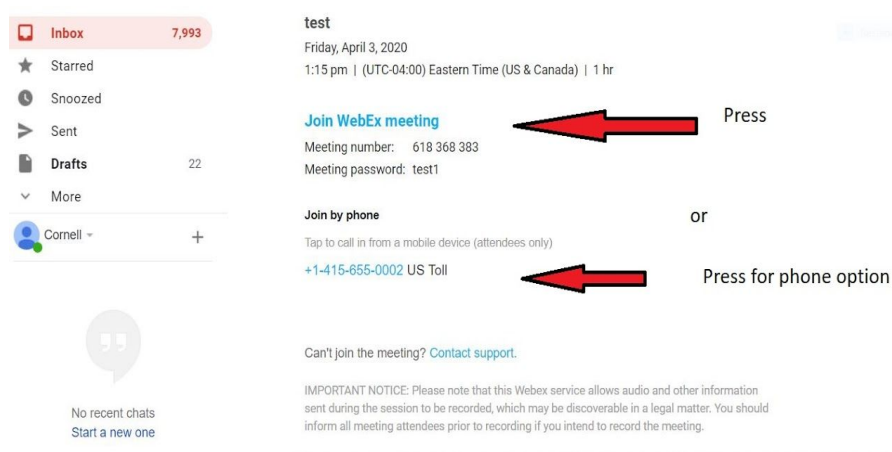 Inbox 7,993
Starred
Snoozed
Sent
Drafts 22
More
Cornell
No recent chats
Start a new one
test
Friday, April 3, 2020
1:15 pm | (UTC-04:00) Eastern Time (US & Canada) | 1 hr
Join WebEx meeting
Press
Meeting number: 618 368 383
Meeting password: test1
Join by phone
or
Tap to call in from a mobile device (attendees only)
+1-415-655-0002 US Toll
Press for phone option
Can't join the meeting? Contact support.
IMPORTANT NOTICE: Please note that this Webex service allows audio and other information
sent during the session to be recorded, which may be discoverable in a legal matter. You should
inform all meeting attendees prior to recording if you intend to record the meeting.